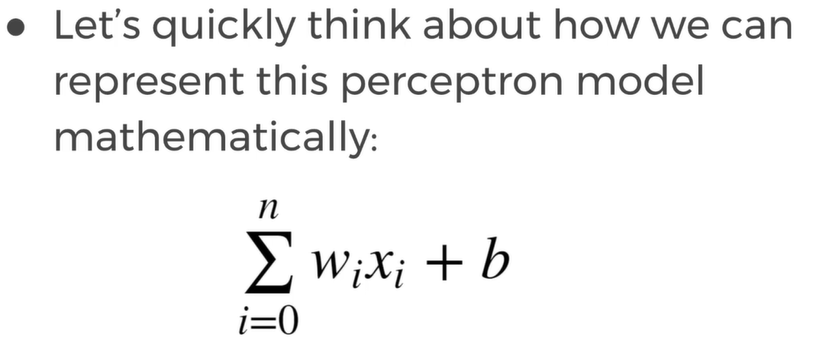 • Let's quickly think about how we can
represent this perceptron model
mathematically:
n
∑ wᵢxᵢ + b
i=0